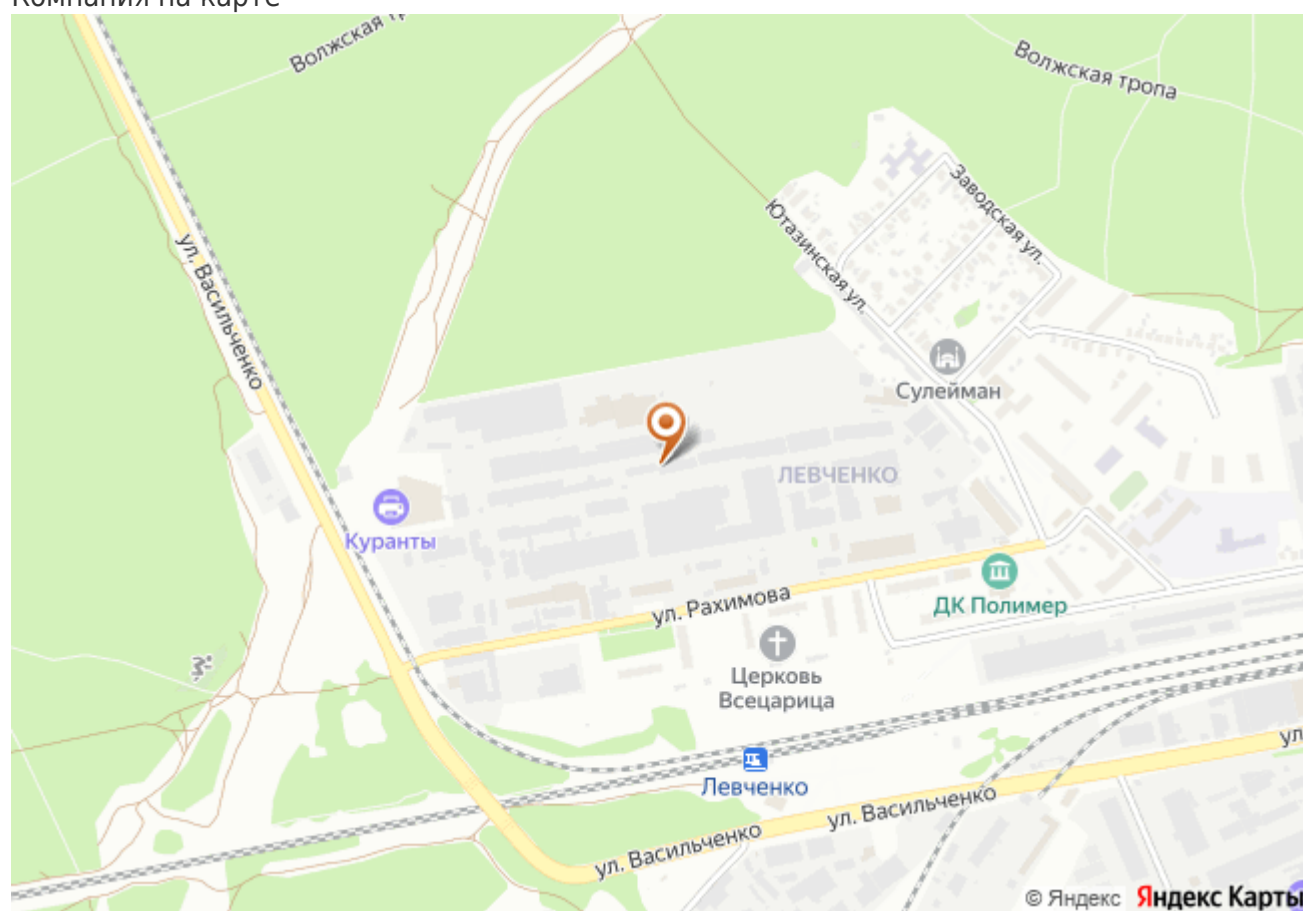 Компания на карте
Волжская
Волжская тропа
Заводская ул.
Ютазинская ул.
ул. Васильченко
Сулейман
ЛЕВЧЕНКО
Куранты
ул. Рахимова
ДК Полимер
Церковь
Всецарица
Левченко
ул
ул. Васильченко
ул. Васильченко
© Яндекс Яндекс Карты